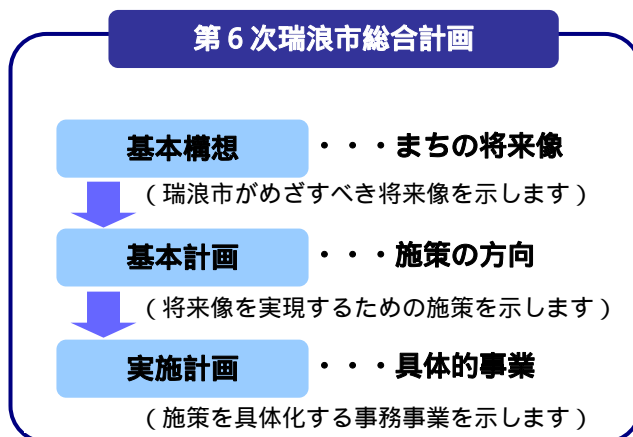 第6次瑞浪市総合計画
基本構想 ・・・まちの将来像
(瑞浪市がめざすべき将来像を示します)
基本計画 ・・・施策の方向
(将来像を実現するための施策を示します)
実施計画 ・・・具体的事業
(施策を具体化する事務事業を示します)